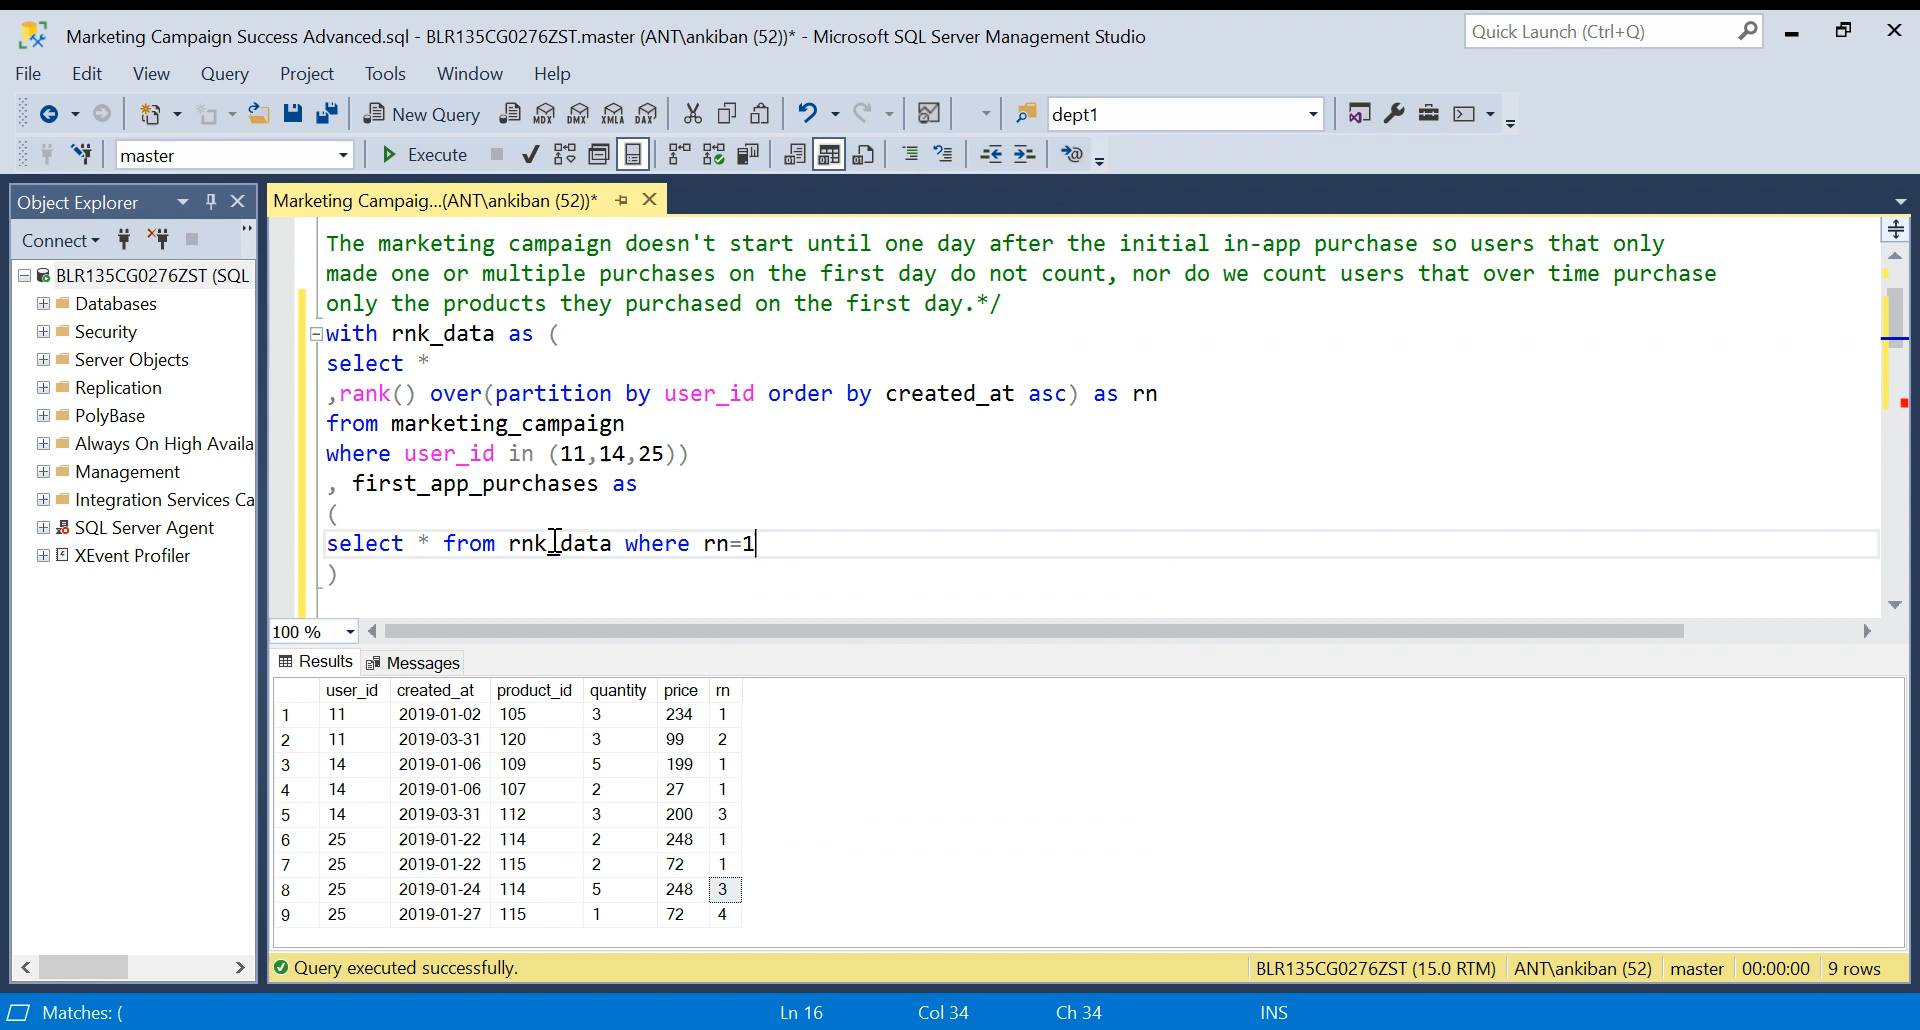 Marketing Campaign Success Advanced.sql - BLR135CG0276ZST.master (ANT\ankiban (52))* - Microsoft SQL Server Management Studio
Quick Launch (Ctrl+Q)
File Edit View Query Project Tools Window Help
New Query MDX DMX XMLA DAX dept1
master Execute
Object Explorer
Marketing Campaig...(ANT\ankiban (52))*
Connect
BLR135CG0276ZST (SQL
Databases
Security
Server Objects
Replication
PolyBase
Always On High Availa
Management
Integration Services Ca
SQL Server Agent
XEvent Profiler
The marketing campaign doesn't start until one day after the initial in-app purchase so users that only
made one or multiple purchases on the first day do not count, nor do we count users that over time purchase
only the products they purchased on the first day.*/
with rnk_data as (
select *
,rank() over(partition by user_id order by created_at asc) as rn
from marketing_campaign
where user_id in (11,14,25))
, first_app_purchases as
(
select * from rnk_data where rn=1
)
100 %
Results Messages
user_id created_at product_id quantity price rn
1 11 2019-01-02 105 3 234 1
2 11 2019-03-31 120 3 99 2
3 14 2019-01-06 109 5 199 1
4 14 2019-01-06 107 2 27 1
5 14 2019-03-31 112 3 200 3
6 25 2019-01-22 114 2 248 1
7 25 2019-01-22 115 2 72 1
8 25 2019-01-24 114 5 248 3
9 25 2019-01-27 115 1 72 4
Query executed successfully. BLR135CG0276ZST (15.0 RTM) ANT\ankiban (52) master 00:00:00 9 rows
Matches: ( Ln 16 Col 34 Ch 34 INS